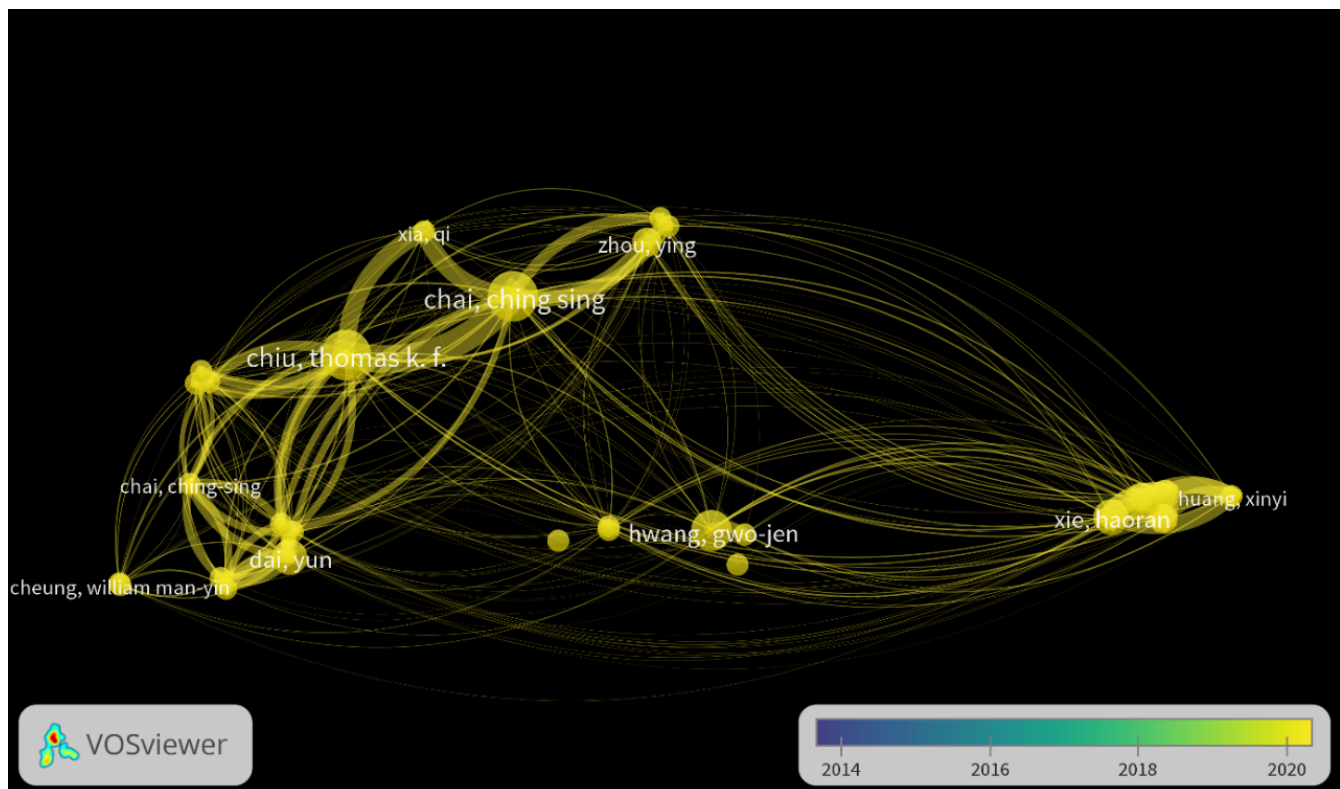 xia, qi
zhou, ying
chai, ching sing
chiu, thomas k. f.
chai, ching-sing
huang, xinyi
xie, haoran
hwang, gwo-jen
dai, yun
cheung, william man-yin
VOSviewer
2014 2016 2018 2020